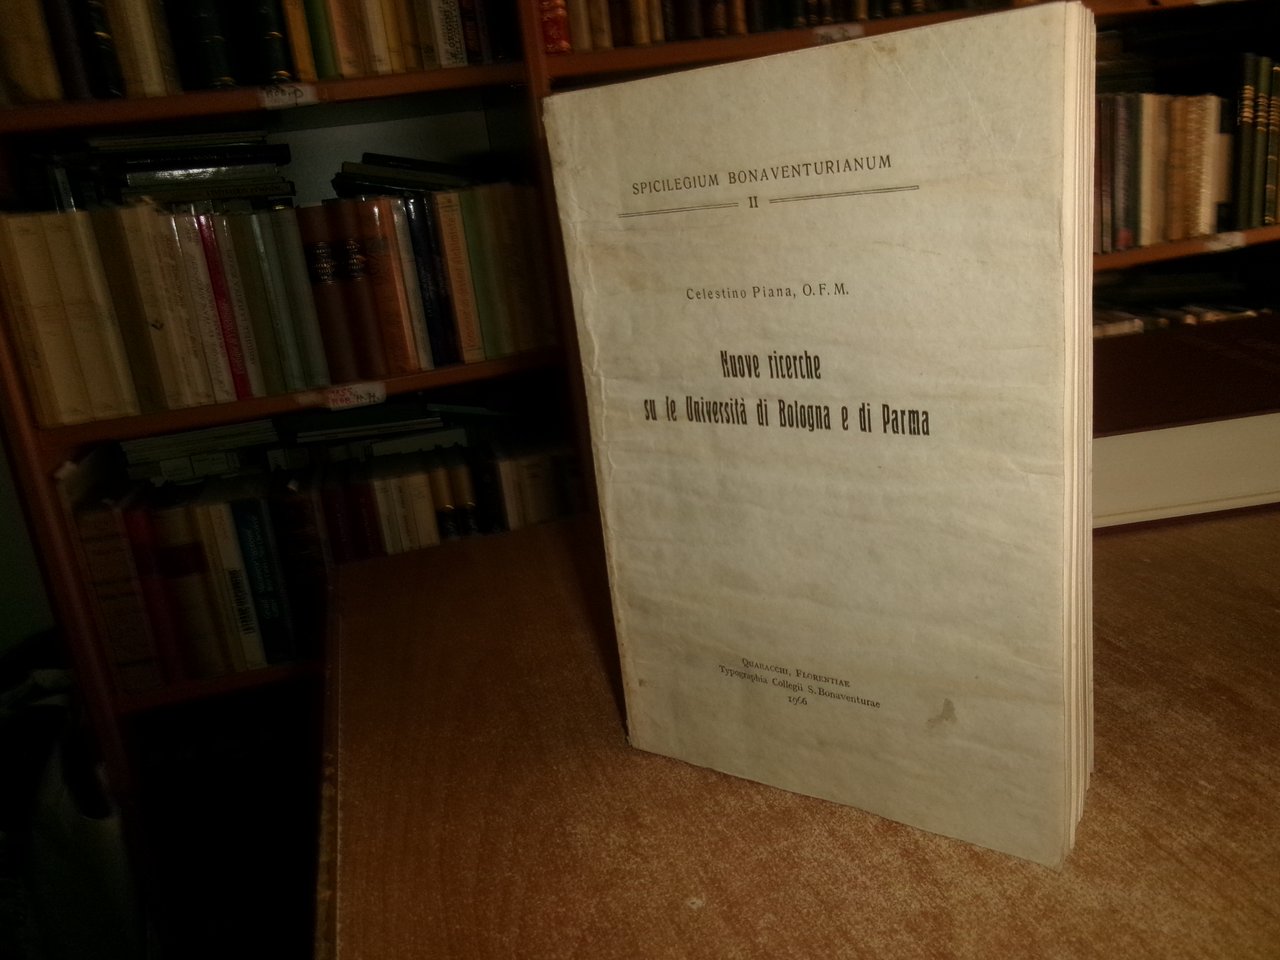 SPICILEGIUM BONAVENTURIANUM
II
Celestino Piana, O.F.M.
Nuove ricerche
su le Università di Bologna e di Parma
Quaracchi, Florentiae
Typographia Collegii S. Bonaventurae
1966